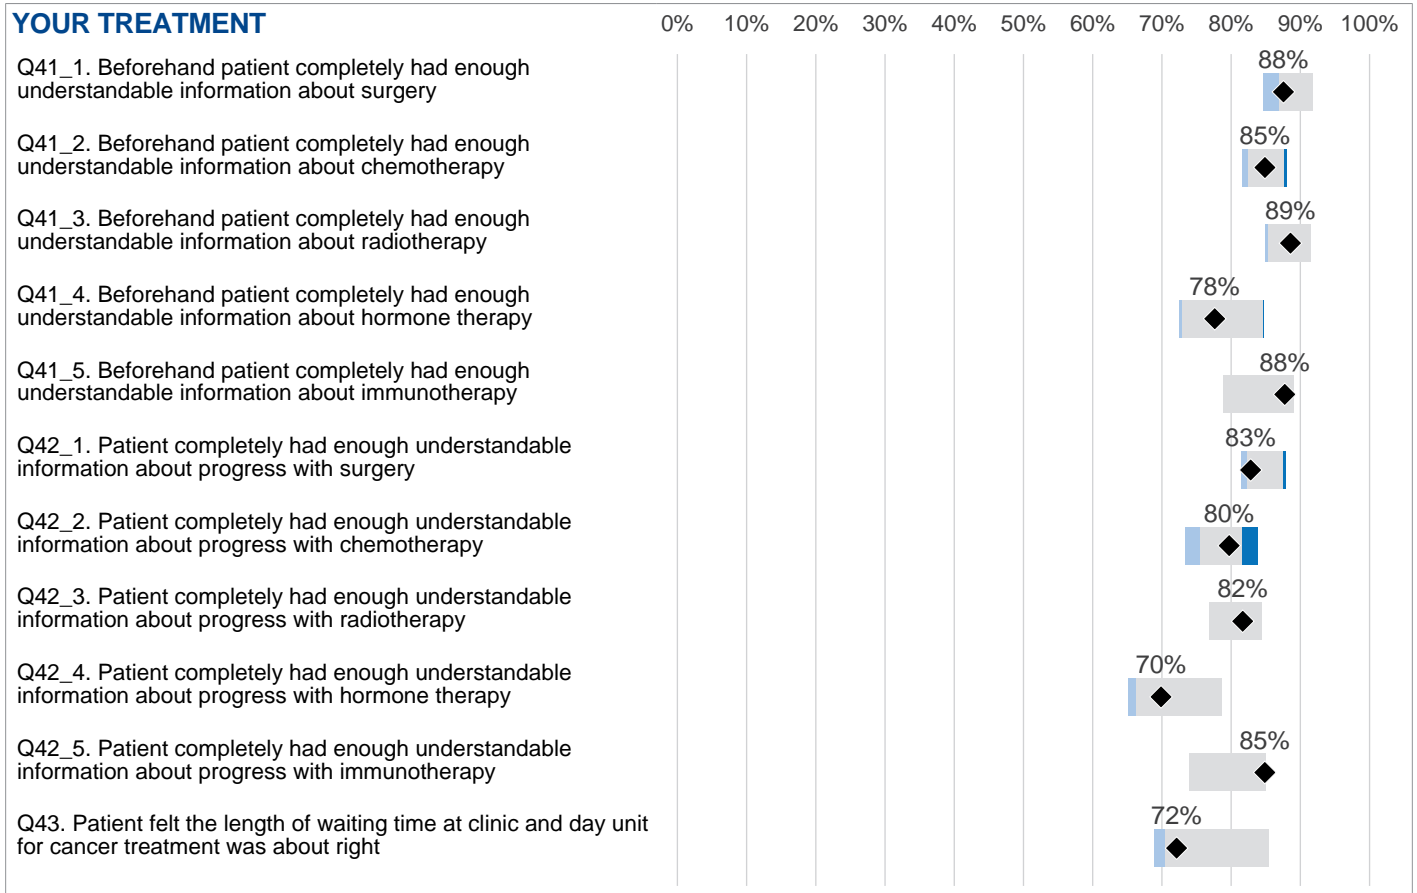 YOUR TREATMENT 0% 10% 20% 30% 40% 50% 60% 70% 80% 90% 100%
Q41_1. Beforehand patient completely had enough
understandable information about surgery
88%
Q41_2. Beforehand patient completely had enough
understandable information about chemotherapy
85%
Q41_3. Beforehand patient completely had enough
understandable information about radiotherapy
89%
Q41_4. Beforehand patient completely had enough
understandable information about hormone therapy
78%
Q41_5. Beforehand patient completely had enough
understandable information about immunotherapy
88%
Q42_1. Patient completely had enough understandable
information about progress with surgery
83%
Q42_2. Patient completely had enough understandable
information about progress with chemotherapy
80%
Q42_3. Patient completely had enough understandable
information about progress with radiotherapy
82%
Q42_4. Patient completely had enough understandable
information about progress with hormone therapy
70%
Q42_5. Patient completely had enough understandable
information about progress with immunotherapy
85%
Q43. Patient felt the length of waiting time at clinic and day unit
for cancer treatment was about right
72%